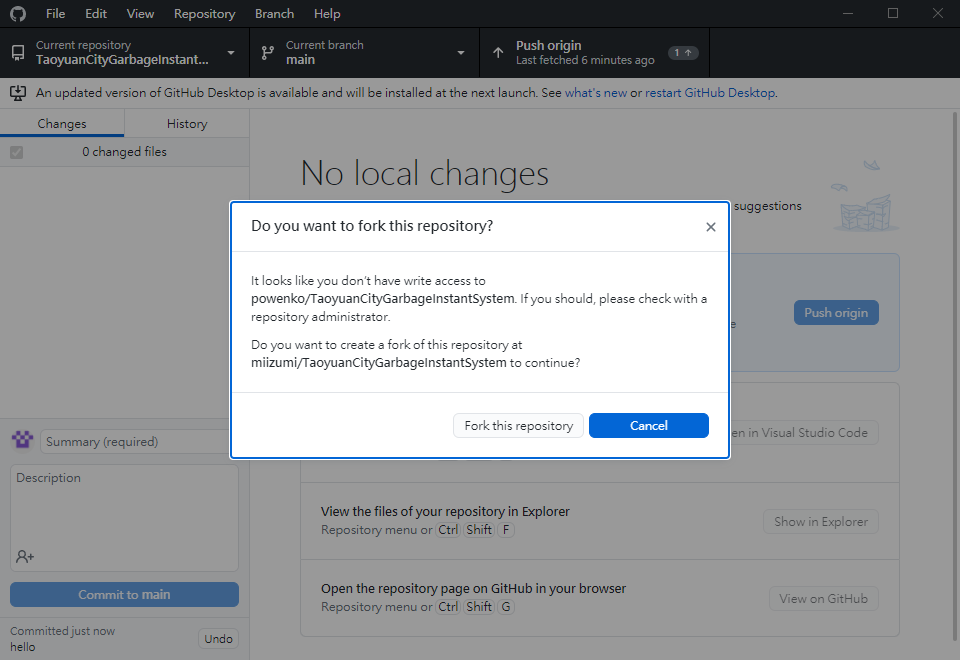 File Edit View Repository Branch Help
Current repository
TaoyuanCityGarbageInstant...
Current branch
main
Push origin
Last fetched 6 minutes ago
1
An updated version of GitHub Desktop is available and will be installed at the next launch. See what's new or restart GitHub Desktop.
Changes
History
0 changed files
No local changes
suggestions
Do you want to fork this repository?
It looks like you don't have write access to
powenko/TaoyuanCityGarbageInstantSystem. If you should, please check with a
repository administrator.
Do you want to create a fork of this repository at
miizumi/TaoyuanCityGarbageInstantSystem to continue?
Fork this repository
Cancel
Push origin
en in Visual Studio Code
Summary (required)
Description
Commit to main
Committed just now
hello
Undo
View the files of your repository in Explorer
Repository menu or Ctrl Shift F
Show in Explorer
Open the repository page on GitHub in your browser
Repository menu or Ctrl Shift G
View on GitHub